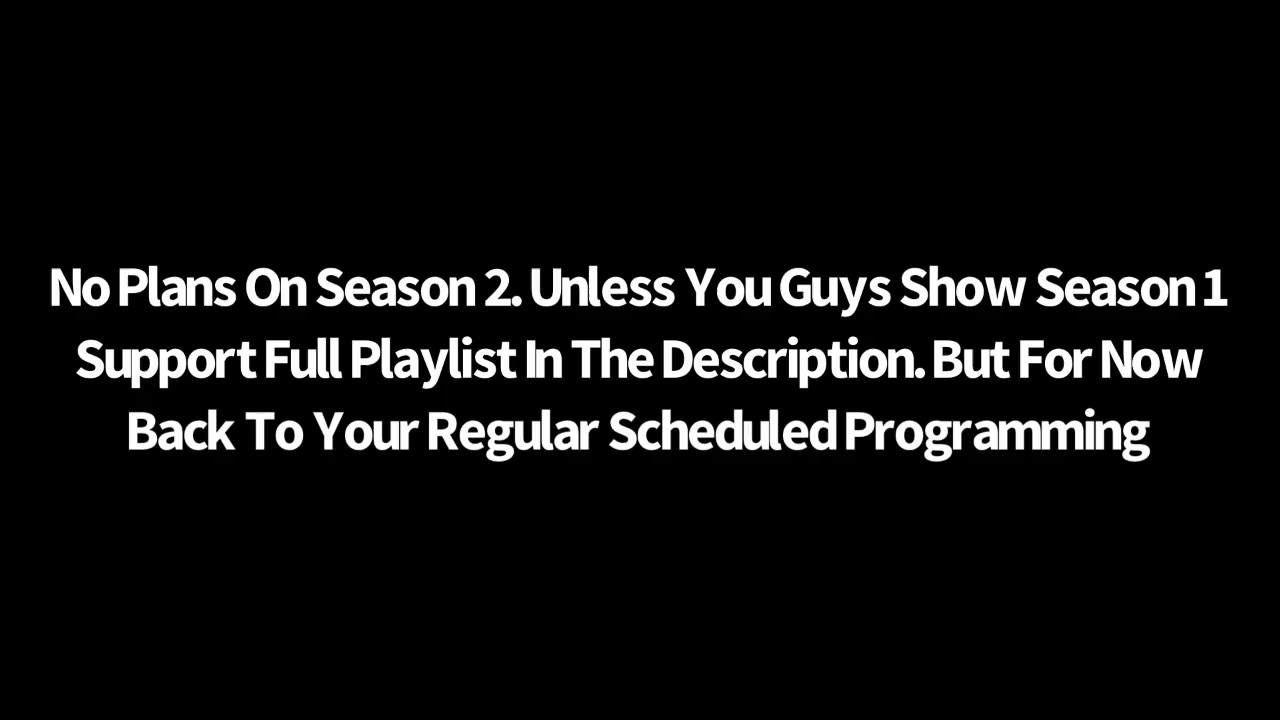 No Plans On Season 2. Unless You Guys Show Season 1
Support Full Playlist In The Description. But For Now
Back To Your Regular Scheduled Programming